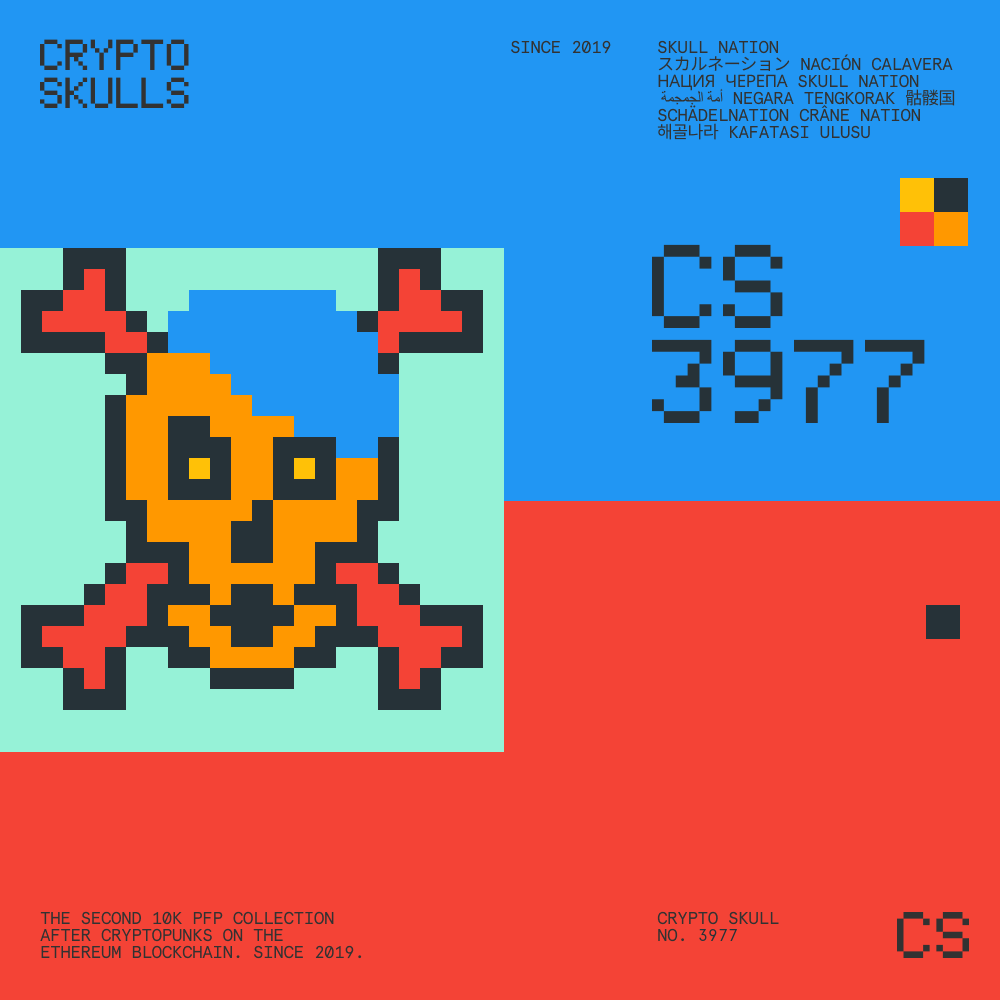 CRYPTO
SKULLS
SINCE 2019
SKULL NATION
スカルネーション NACIÓN CALAVERA
НАЦИЯ ЧЕРЕПА SKULL NATION
أمة الجمجمة NEGARA TENGKORAK 骷髅国
SCHÄDELNATION CRÂNE NATION
해골나라 KAFATASI ULUSU
CS
3977
THE SECOND 10K PFP COLLECTION
AFTER CRYPTOPUNKS ON THE
ETHEREUM BLOCKCHAIN. SINCE 2019.
CRYPTO SKULL
NO. 3977
CS